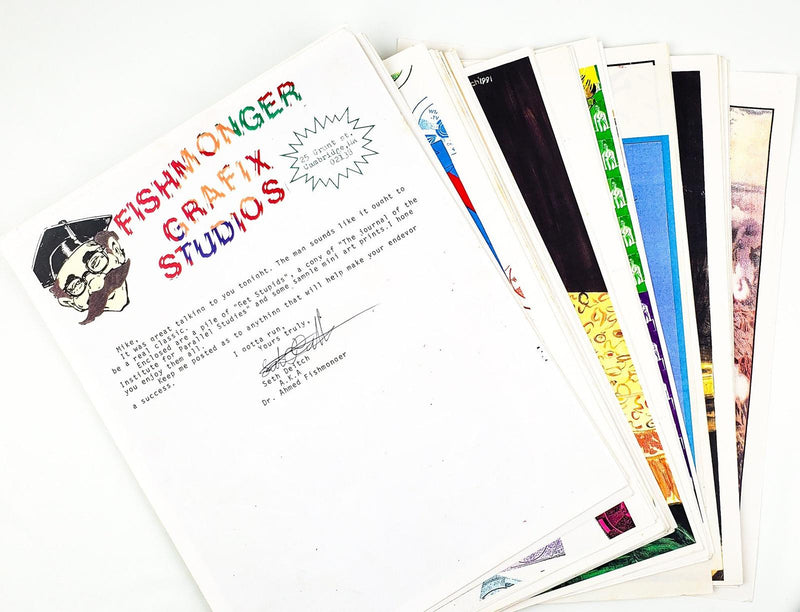 FISHMONGER
GRAFIX
STUDIOS
25 Grant st.
Cambridge,Ma
Mike,
It was great talking to you tonight. The mag sounds like it ought to
be a real classic.
Enclosed are a pile of "Get Stupids", a copy of "The Journal of the
Institute for Parallel Studies" and some sample mini art prints.I hope
you enjoy them all.
Keep me posted as to anything that will help make your endevor
a success.
I gotta run,
Yours truly,
Seth Deitch
A.K.A
Dr. Ahmed Fishmonger